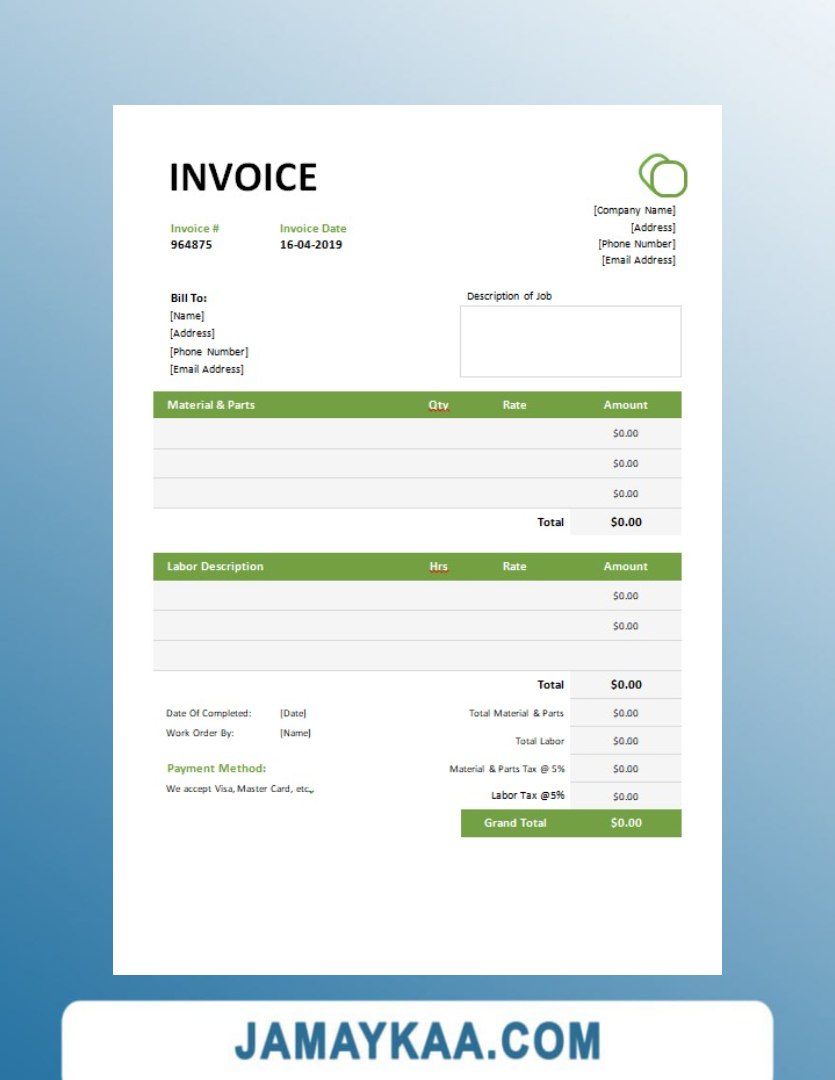 INVOICE
[Company Name]
[Address]
[Phone Number]
[Email Address]
Invoice # Invoice Date
964875 16-04-2019
Bill To:
[Name]
[Address]
[Phone Number]
[Email Address]
Description of Job
Material & Parts Qty Rate Amount
$0.00
$0.00
$0.00
Total $0.00
Labor Description Hrs Rate Amount
$0.00
$0.00
Total $0.00
Date Of Completed: [Date]
Work Order By: [Name]
Payment Method:
We accept Visa, Master Card, etc.,
Total Material & Parts $0.00
Total Labor $0.00
Material & Parts Tax @ 5% $0.00
Labor Tax @5% $0.00
Grand Total $0.00
JAMAYKAA.COM